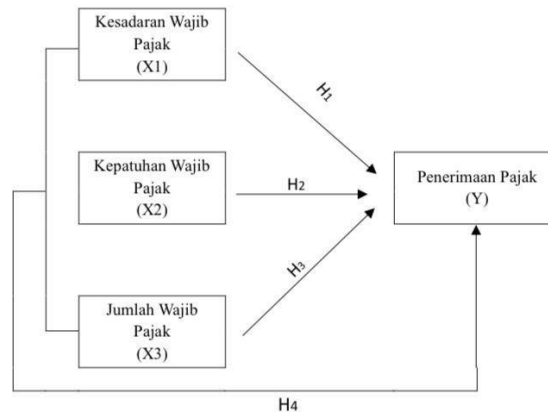 Kesadaran Wajib
Pajak
(X1)
H1
Kepatuhan Wajib
Pajak
(X2)
H2
Penerimaan Pajak
(Y)
H3
Jumlah Wajib
Pajak
(X3)
H4